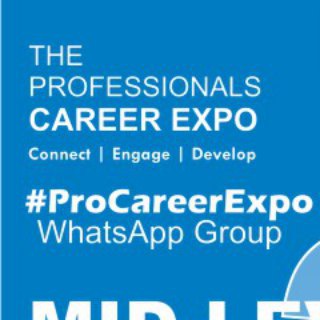 THE
PROFESSIONALS
CAREER EXPO
Connect | Engage | Develop
#ProCareerExpo
WhatsApp Group